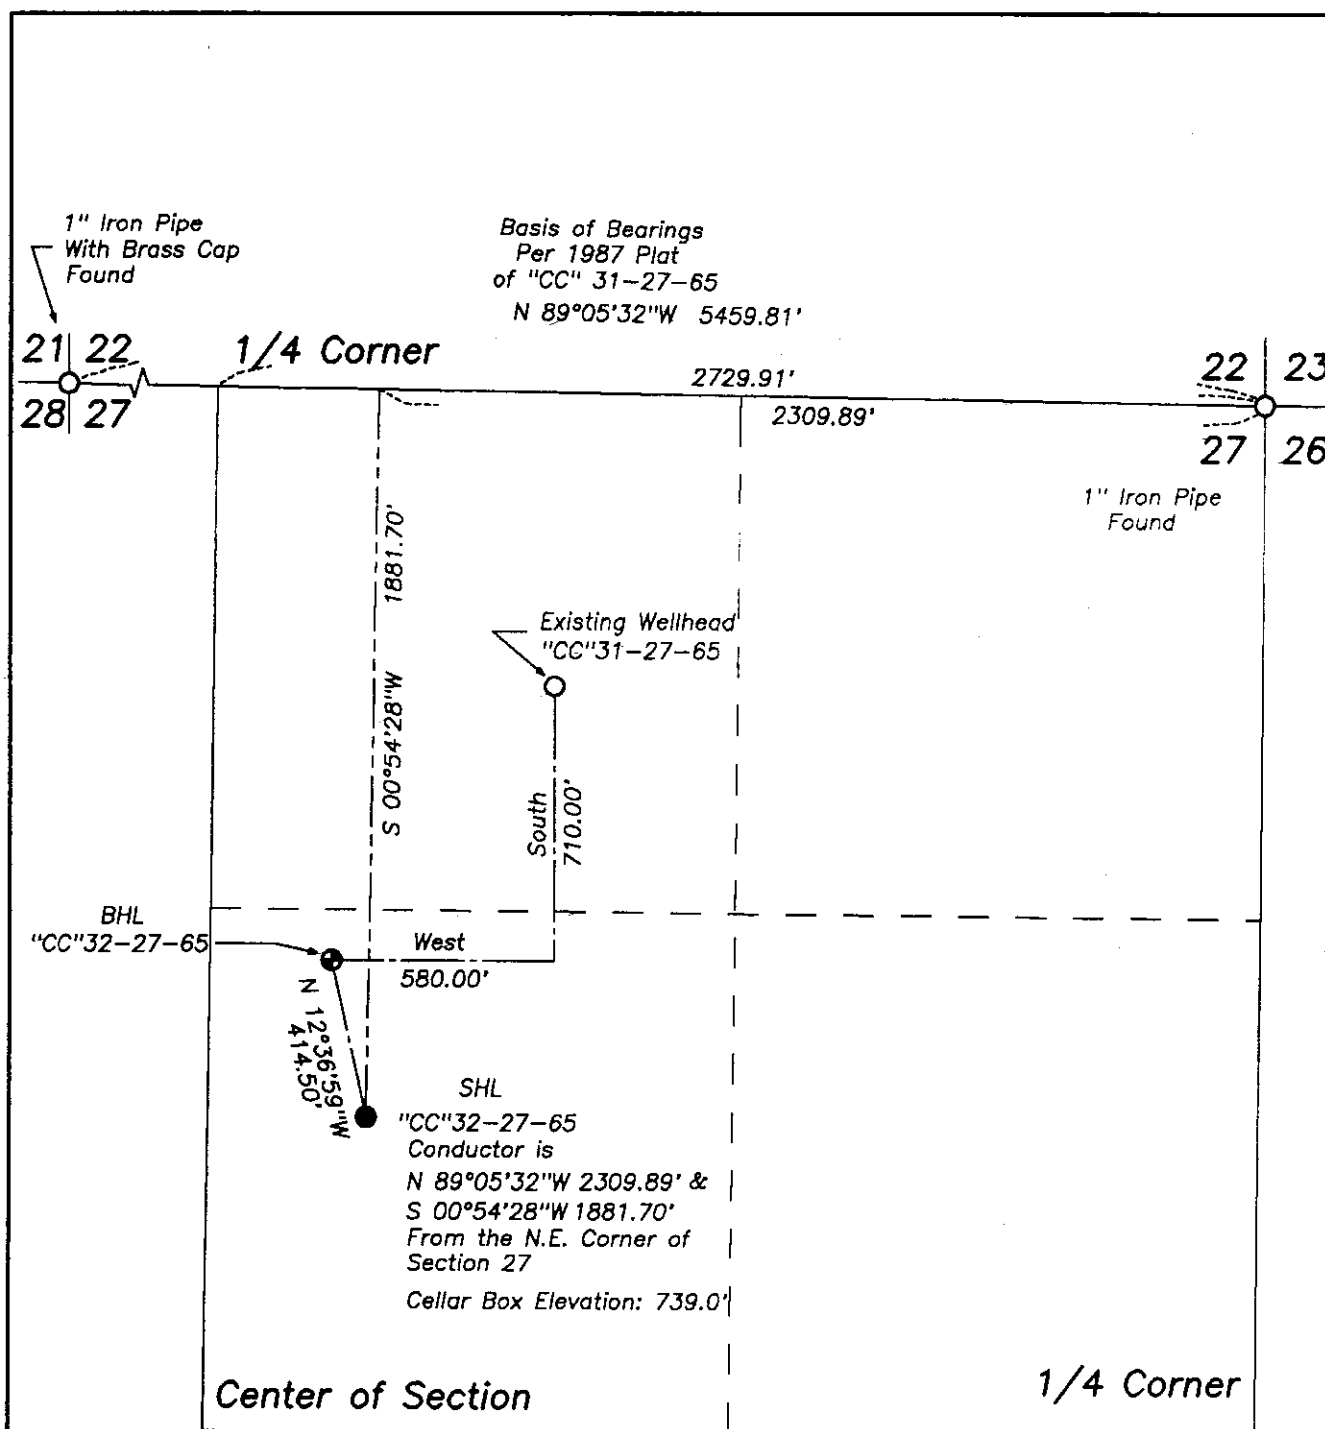 1" Iron Pipe
With Brass Cap
Found
Basis of Bearings
Per 1987 Plat
of "CC" 31-27-65
N 89°05'32"W 5459.81'
21 22
28 27
1/4 Corner
2729.91'
2309.89'
22 23
27 26
1" Iron Pipe
Found
S 00°54'28"W 1881.70'
Existing Wellhead
"CC"31-27-65
South
710.00'
BHL
"CC"32-27-65
West
580.00'
N 12°36'59"W
414.50'
SHL
"CC"32-27-65
Conductor is
N 89°05'32"W 2309.89' &
S 00°54'28"W 1881.70'
From the N.E. Corner of
Section 27
Cellar Box Elevation: 739.0'
Center of Section
1/4 Corner